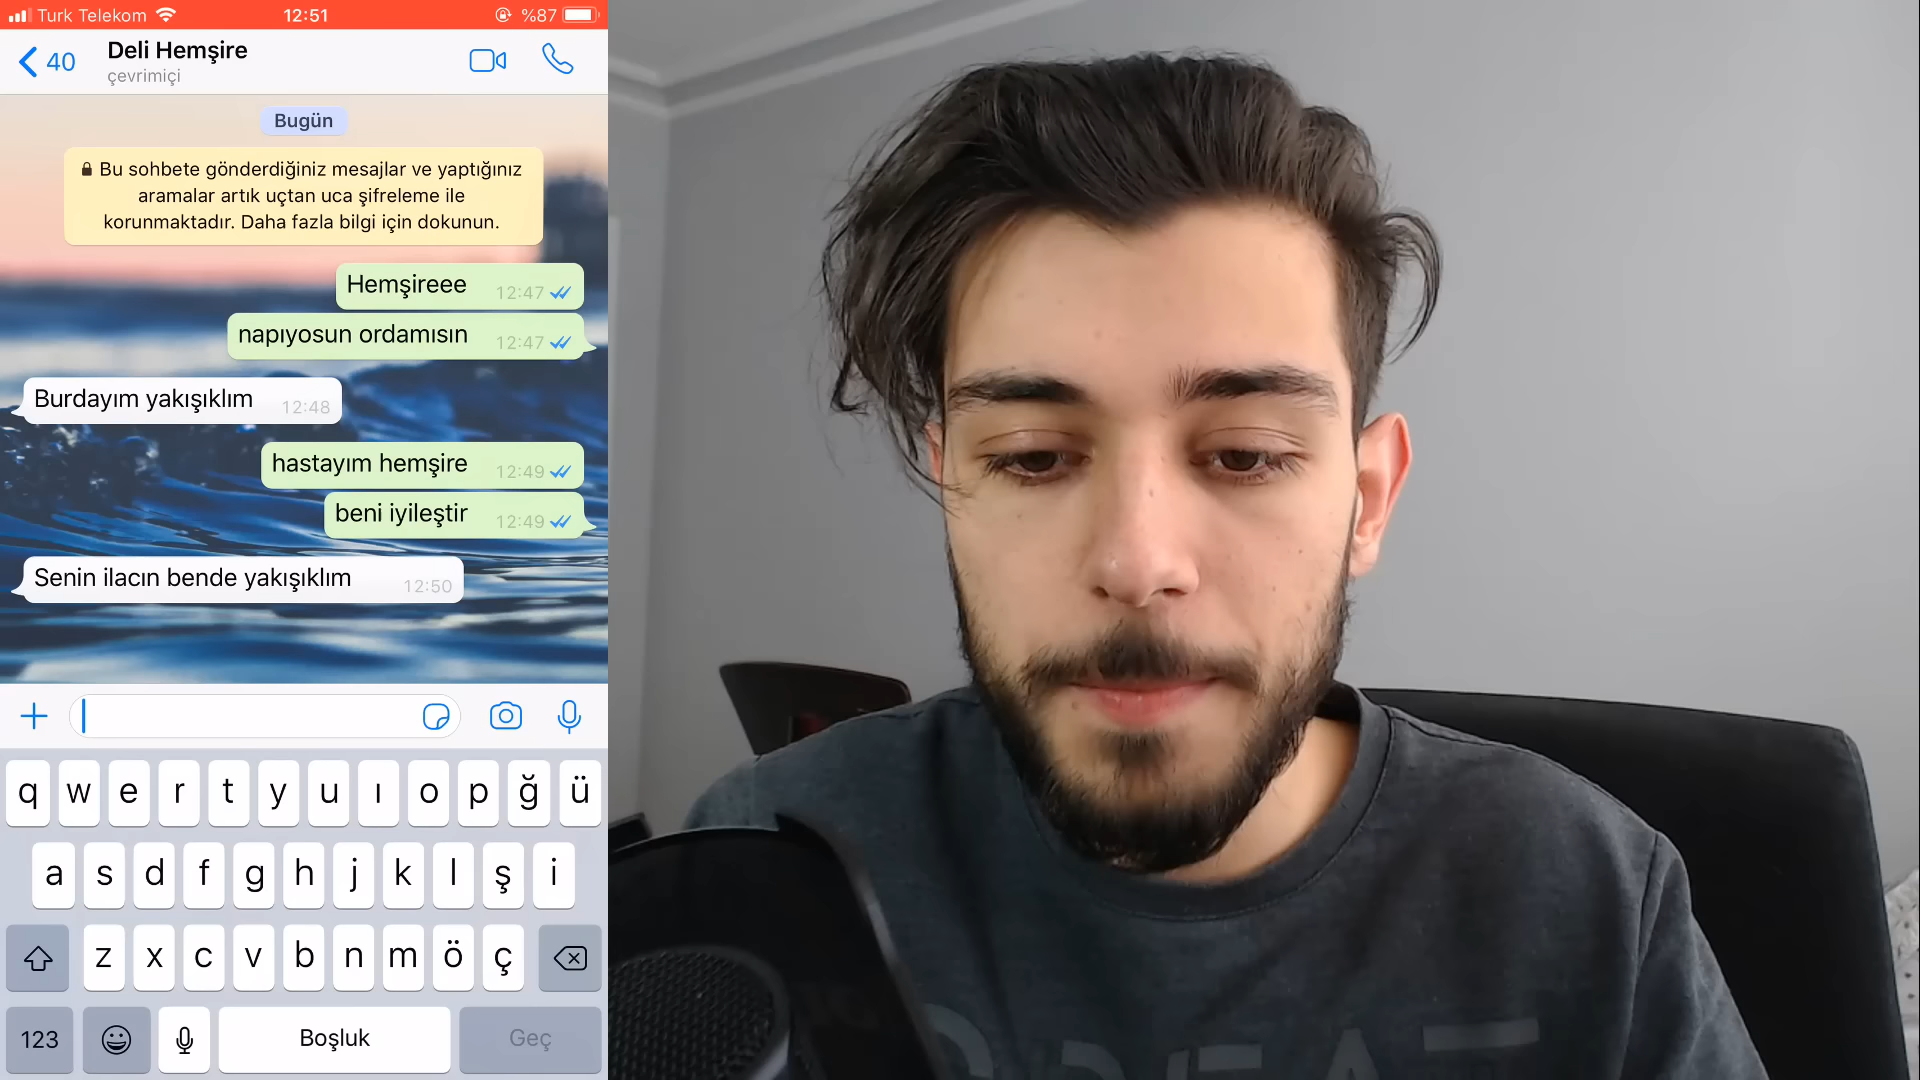 Turk Telekom 12:51 %87
40 Deli Hemşire
çevrimiçi
Bugün
Bu sohbete gönderdiğiniz mesajlar ve yaptığınız
aramalar artık uçtan uca şifreleme ile
korunmaktadır. Daha fazla bilgi için dokunun.
Hemşireee 12:47
napıyosun ordamısın 12:47
Burdayım yakışıklım 12:48
hastayım hemşire 12:49
beni iyileştir 12:49
Senin ilacın bende yakışıklım 12:50
q w e r t y u ı o p ğ ü
a s d f g h j k l ş i
z x c v b n m ö ç
123 Boşluk Geç